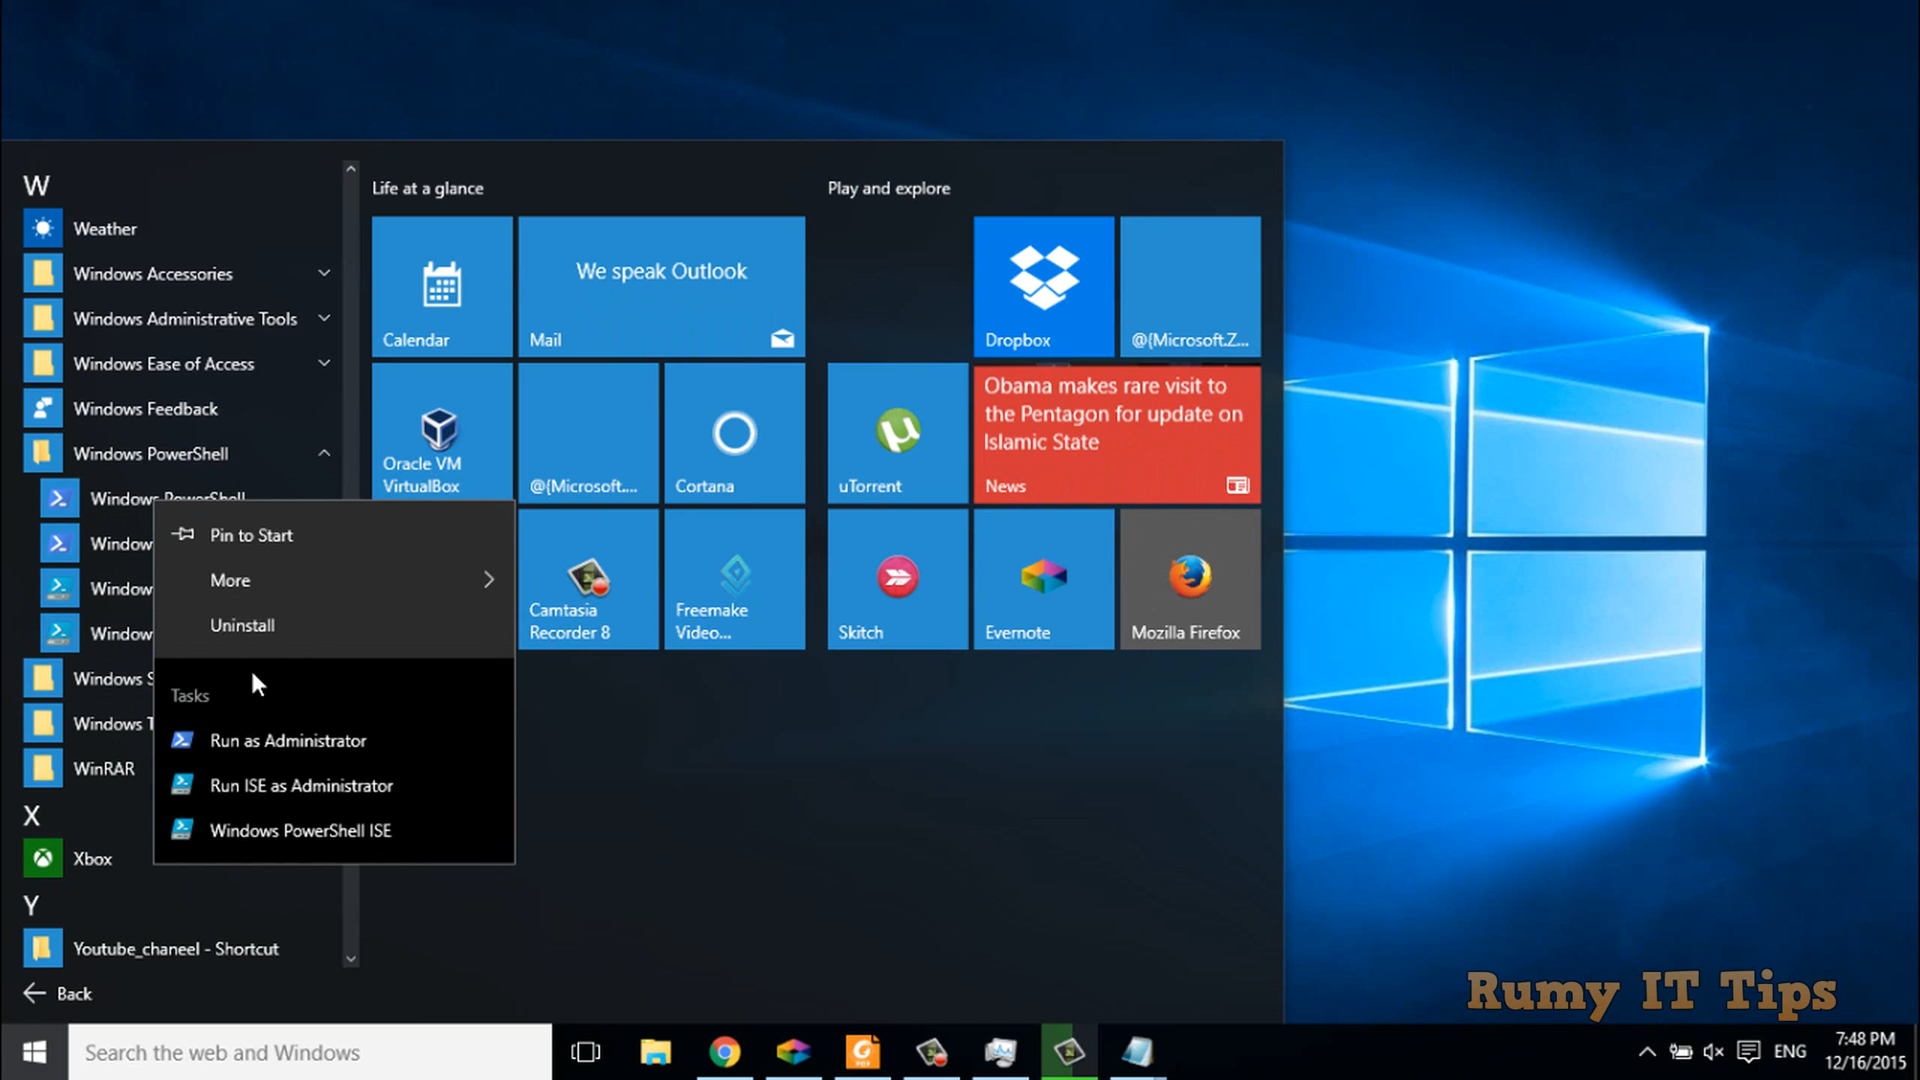 W
Weather
Windows Accessories
Windows Administrative Tools
Windows Ease of Access
Windows Feedback
Windows PowerShell
Windows PowerShell
Window
Window
Window
Windows S
Windows T
WinRAR
X
Xbox
Y
Youtube_chaneel - Shortcut
Back
Pin to Start
More
Uninstall
Tasks
Run as Administrator
Run ISE as Administrator
Windows PowerShell ISE
Life at a glance
Calendar
We speak Outlook
Mail
Oracle VM
VirtualBox
@{Microsoft....
Cortana
Camtasia
Recorder 8
Freemake
Video...
Play and explore
Dropbox
@{Microsoft.Z...
uTorrent
Obama makes rare visit to
the Pentagon for update on
Islamic State
News
Skitch
Evernote
Mozilla Firefox
Rumy IT Tips
Search the web and Windows
ENG
7:48 PM
12/16/2015